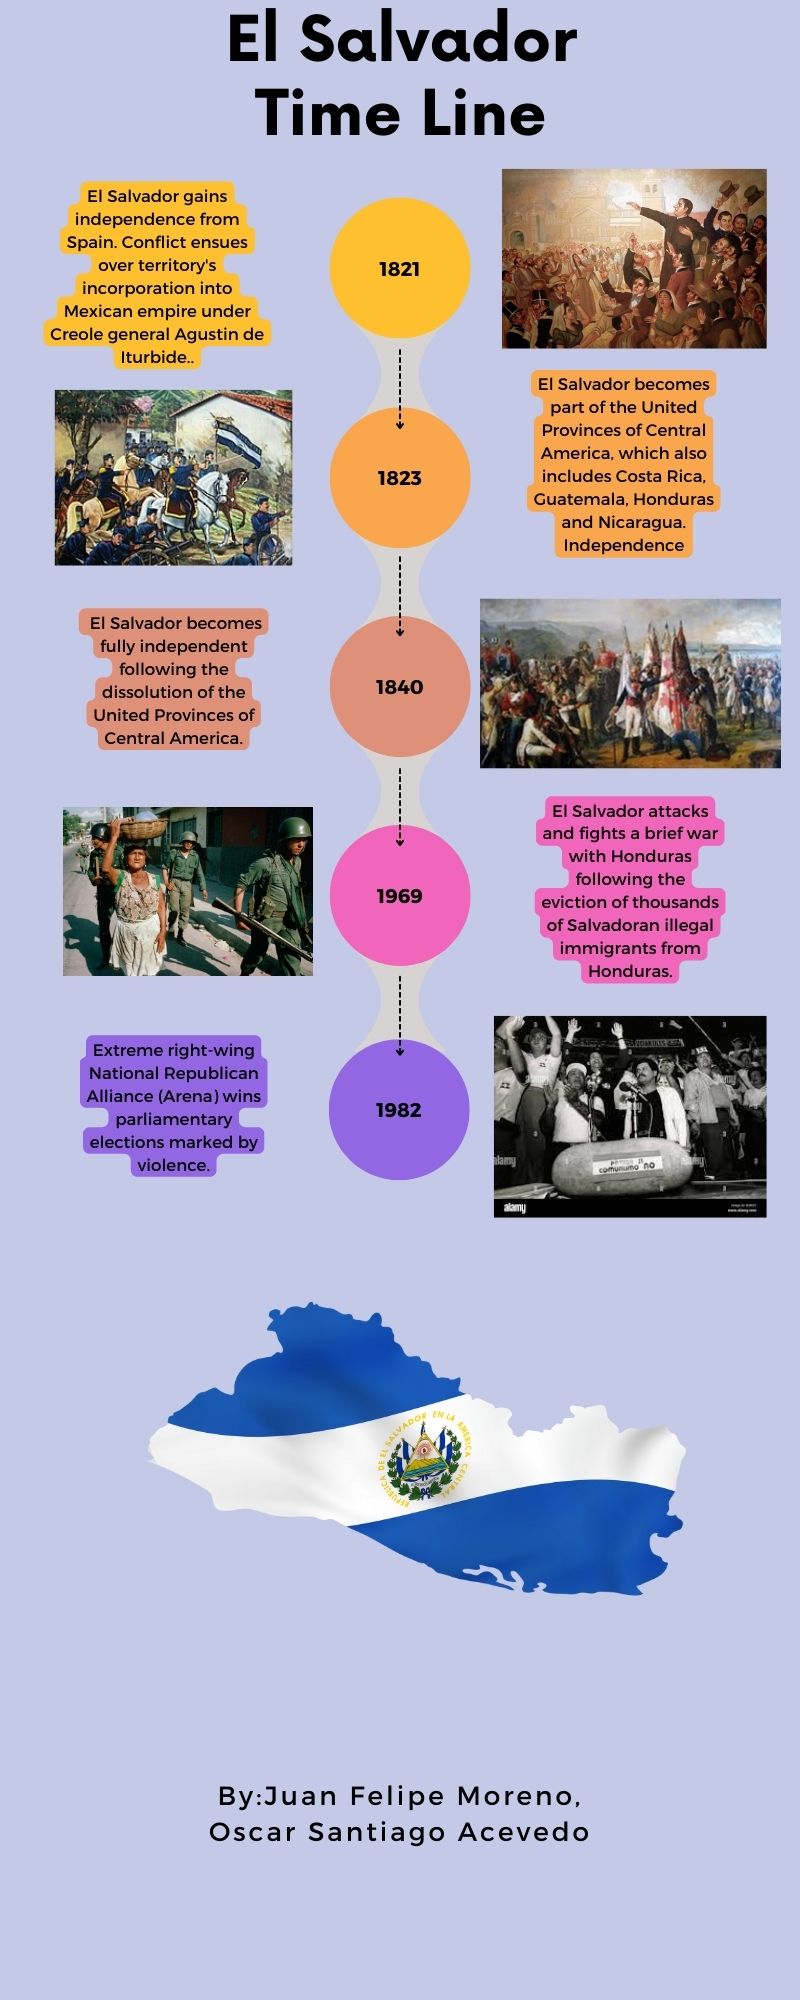 El Salvador
Time Line
El Salvador gains
independence from
Spain. Conflict ensues
over territory's
incorporation into
Mexican empire under
Creole general Agustin de
Iturbide..
1821
El Salvador becomes
part of the United
Provinces of Central
America, which also
includes Costa Rica,
Guatemala, Honduras
and Nicaragua.
Independence
1823
El Salvador becomes
fully independent
following the
dissolution of the
United Provinces of
Central America.
1840
El Salvador attacks
and fights a brief war
with Honduras
following the
eviction of thousands
of Salvadoran illegal
immigrants from
Honduras.
1969
Extreme right-wing
National Republican
Alliance (Arena) wins
parliamentary
elections marked by
violence.
1982
comunismo no
alamy
alamy
alamy
www.alamy.com
REPUBLICA DE EL SALVADOR EN LA AMERICA CENTRAL
By:Juan Felipe Moreno,
Oscar Santiago Acevedo